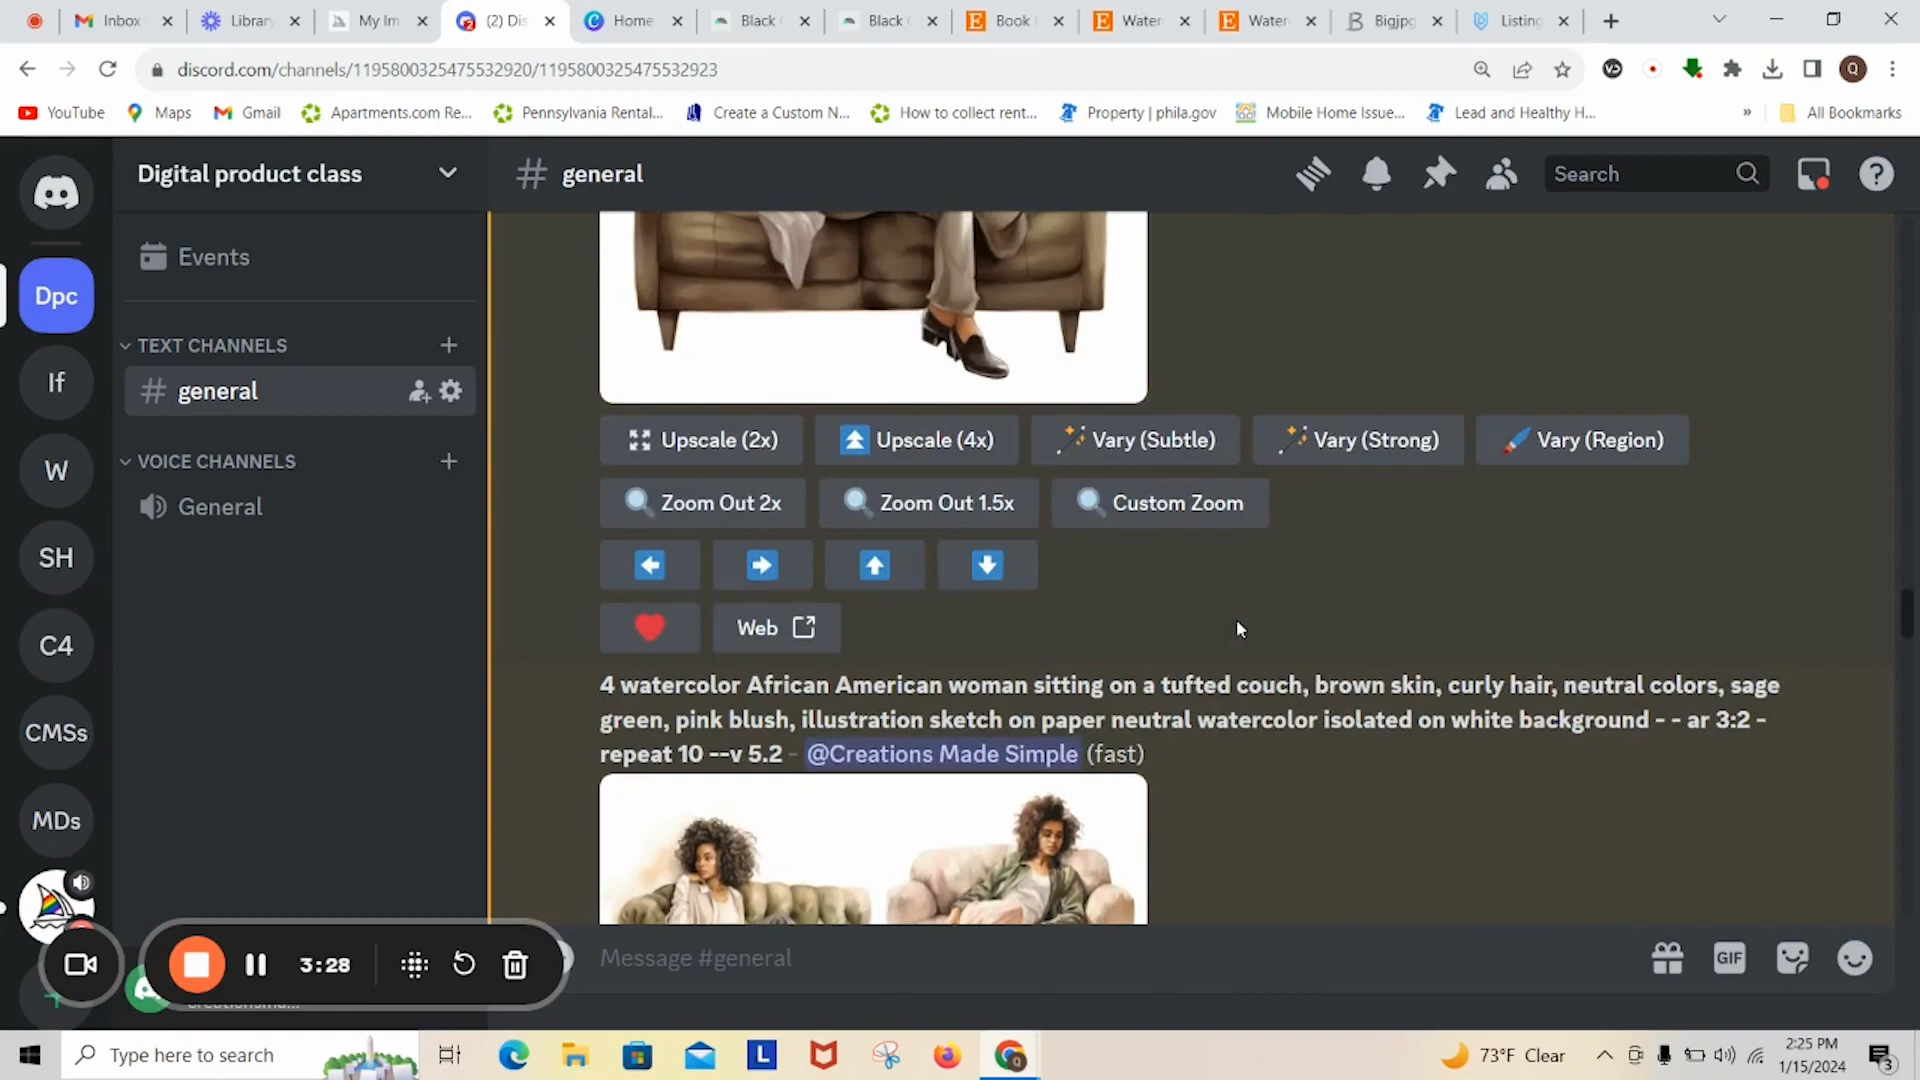 Inbox
Librar
My Im
(2) Dis
Home
Black
Black
Book
Water
Water
Bigjpg
Listing
discord.com/channels/1195800325475532920/1195800325475532923
Q
YouTube
Maps
Gmail
Apartments.com Re...
Pennsylvania Rental...
Create a Custom N...
How to collect rent...
Property | phila.gov
Mobile Home Issue...
Lead and Healthy H...
»
All Bookmarks
Digital product class
general
Search
Events
Dpc
TEXT CHANNELS
If
general
VOICE CHANNELS
W
General
SH
C4
CMSs
MDs
Upscale (2x)
Upscale (4x)
Vary (Subtle)
Vary (Strong)
Vary (Region)
Zoom Out 2x
Zoom Out 1.5x
Custom Zoom
Web
4 watercolor African American woman sitting on a tufted couch, brown skin, curly hair, neutral colors, sage
green, pink blush, illustration sketch on paper neutral watercolor isolated on white background - - ar 3:2 -
repeat 10 --v 5.2 - @Creations Made Simple (fast)
3:28
Message #general
GIF
Type here to search
L
73°F Clear
2:25 PM
1/15/2024
3